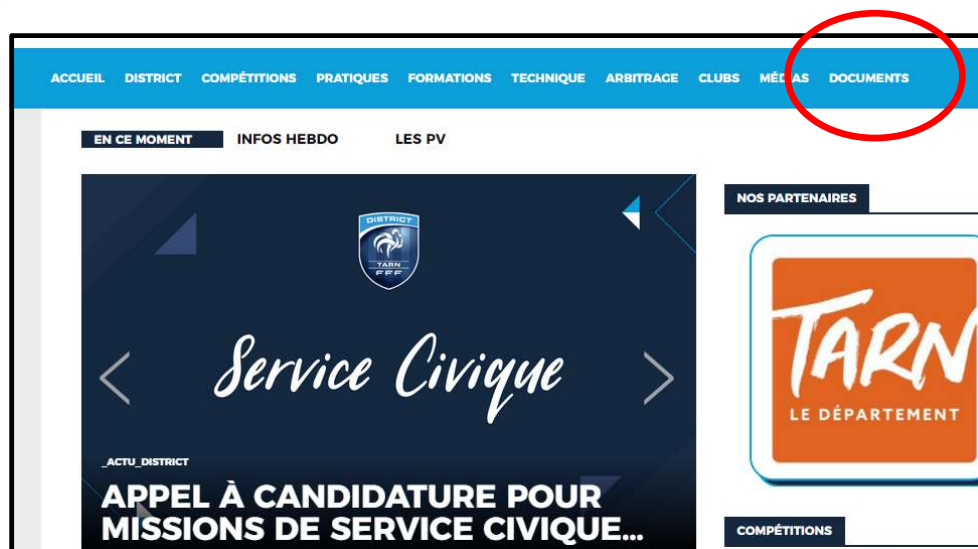 ACCUEIL DISTRICT COMPÉTITIONS PRATIQUES FORMATIONS TECHNIQUE ARBITRAGE CLUBS MÉDIAS DOCUMENTS
EN CE MOMENT INFOS HEBDO LES PV
NOS PARTENAIRES
DISTRICT
TARN
FFF
Service Civique
TARN
LE DÉPARTEMENT
_ACTU_DISTRICT
APPEL À CANDIDATURE POUR
MISSIONS DE SERVICE CIVIQUE...
COMPÉTITIONS